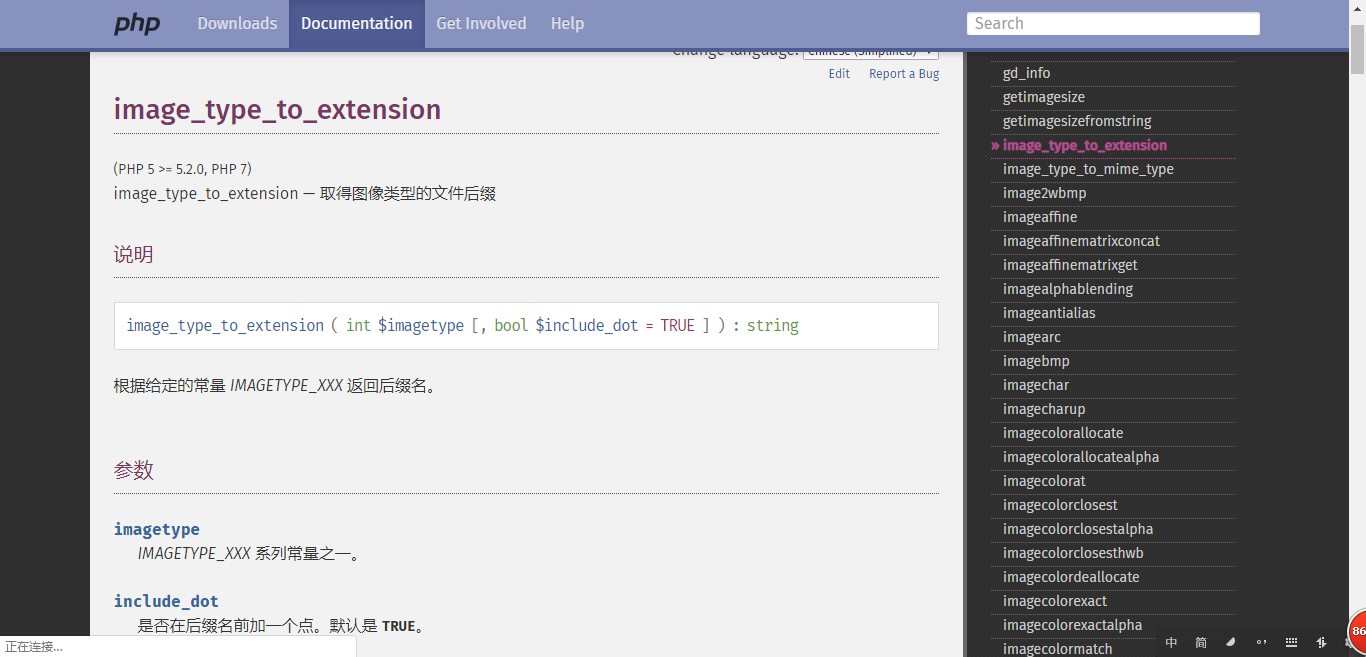 php
Downloads
Documentation
Get Involved
Help
Search
Change language: Chinese (Simplified)
Edit
Report a Bug
image_type_to_extension
(PHP 5 >= 5.2.0, PHP 7)
image_type_to_extension — 取得图像类型的文件后缀
说明
image_type_to_extension ( int $imagetype [, bool $include_dot = TRUE ] ) : string
根据给定的常量 IMAGETYPE_XXX 返回后缀名。
参数
imagetype
IMAGETYPE_XXX 系列常量之一。
include_dot
是否在后缀名前加一个点。默认是 TRUE。
正在连接...
gd_info
getimagesize
getimagesizefromstring
» image_type_to_extension
image_type_to_mime_type
image2wbmp
imageaffine
imageaffinematrixconcat
imageaffinematrixget
imagealphablending
imageantialias
imagearc
imagebmp
imagechar
imagecharup
imagecolorallocate
imagecolorallocatealpha
imagecolorat
imagecolorclosest
imagecolorclosestalpha
imagecolorclosesthwb
imagecolordeallocate
imagecolorexact
imagecolorexactalpha
imagecolormatch
中 简
86